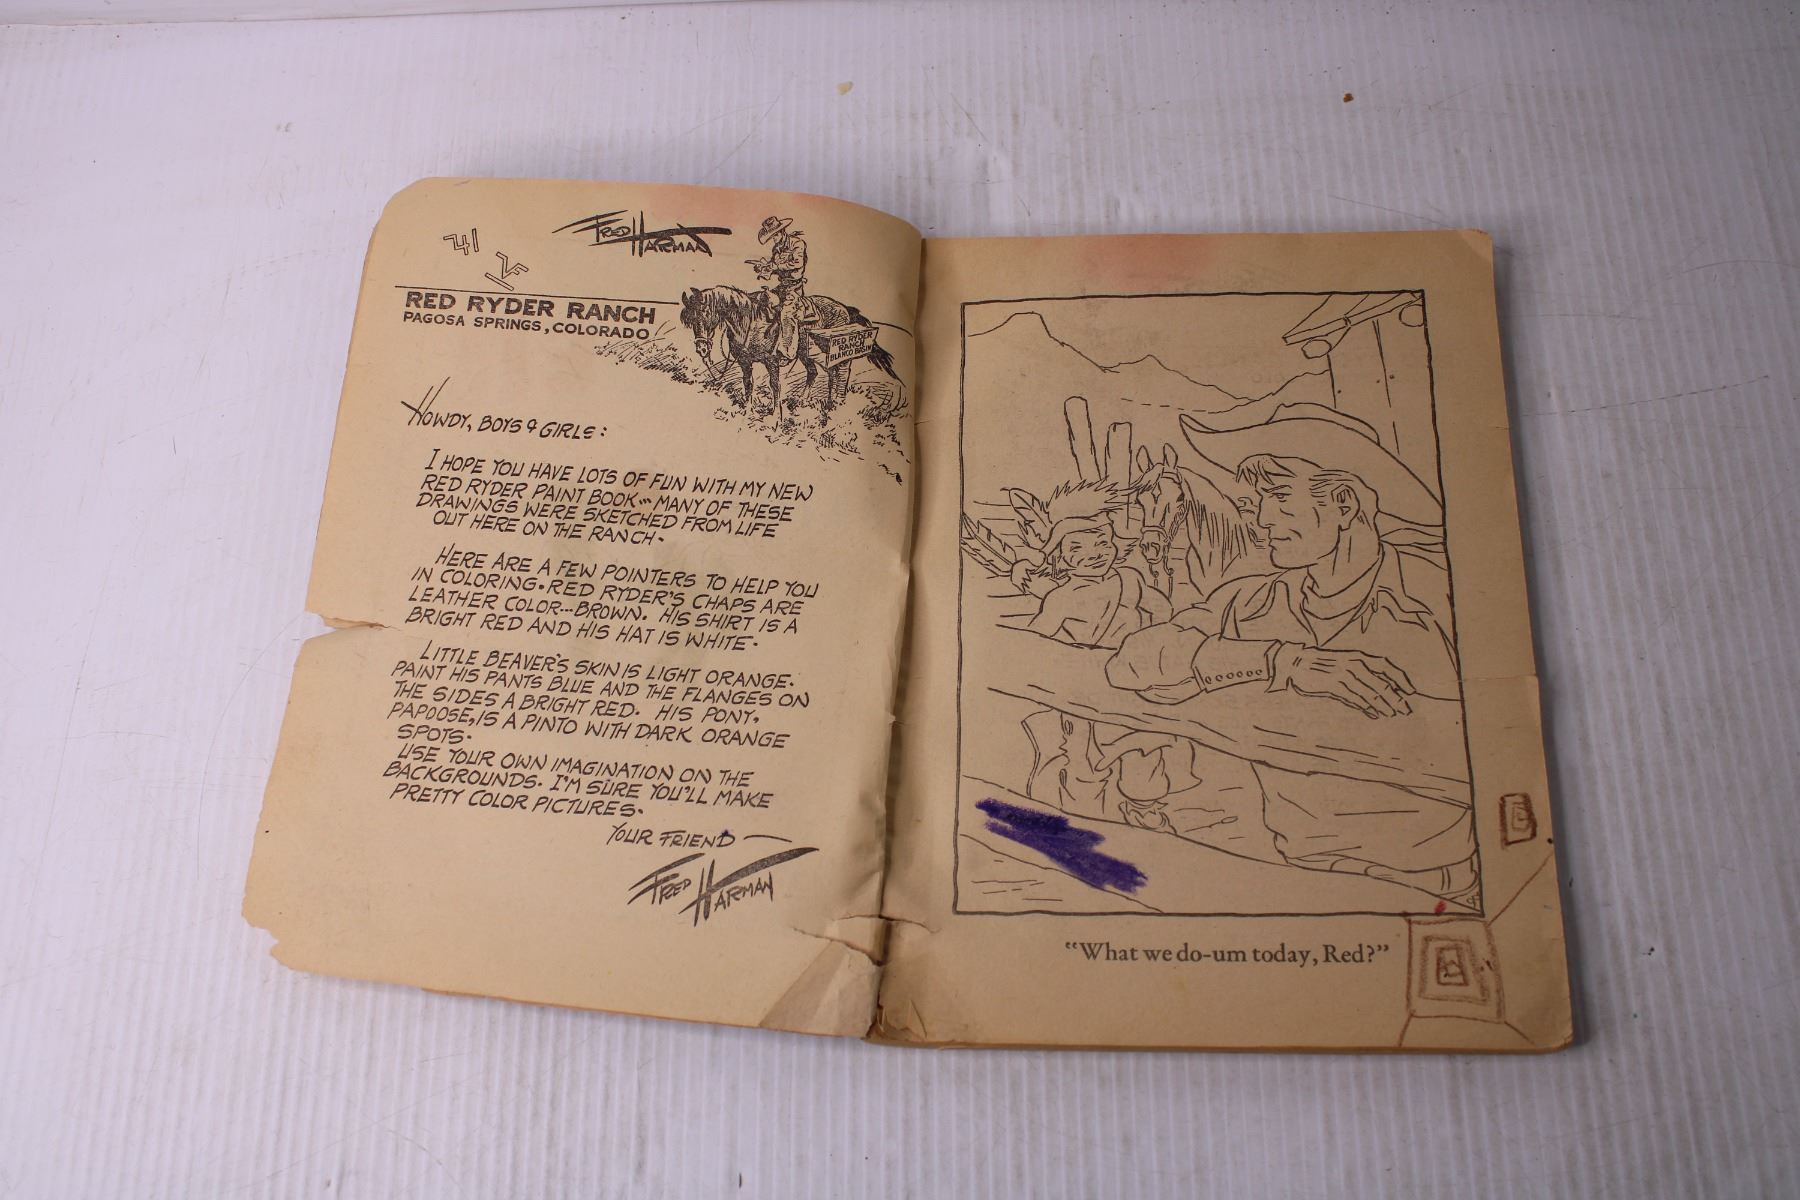 FRED HARMAN
RED RYDER RANCH
PAGOSA SPRINGS, COLORADO
RED RYDER
RANCH
BLANCO BASIN
HOWDY, BOYS & GIRLS:
I HOPE YOU HAVE LOTS OF FUN WITH MY NEW
RED RYDER PAINT BOOK... MANY OF THESE
DRAWINGS WERE SKETCHED FROM LIFE
OUT HERE ON THE RANCH.
HERE ARE A FEW POINTERS TO HELP YOU
IN COLORING. RED RYDER'S CHAPS ARE
LEATHER COLOR... BROWN. HIS SHIRT IS A
BRIGHT RED AND HIS HAT IS WHITE.
LITTLE BEAVER'S SKIN IS LIGHT ORANGE.
PAINT HIS PANTS BLUE AND THE FLANGES ON
THE SIDES A BRIGHT RED. HIS PONY,
PAPOOSE, IS A PINTO WITH DARK ORANGE
SPOTS.
USE YOUR OWN IMAGINATION ON THE
BACKGROUNDS. I'M SURE YOU'LL MAKE
PRETTY COLOR PICTURES.
YOUR FRIEND —
FRED HARMAN
"What we do-um today, Red?"